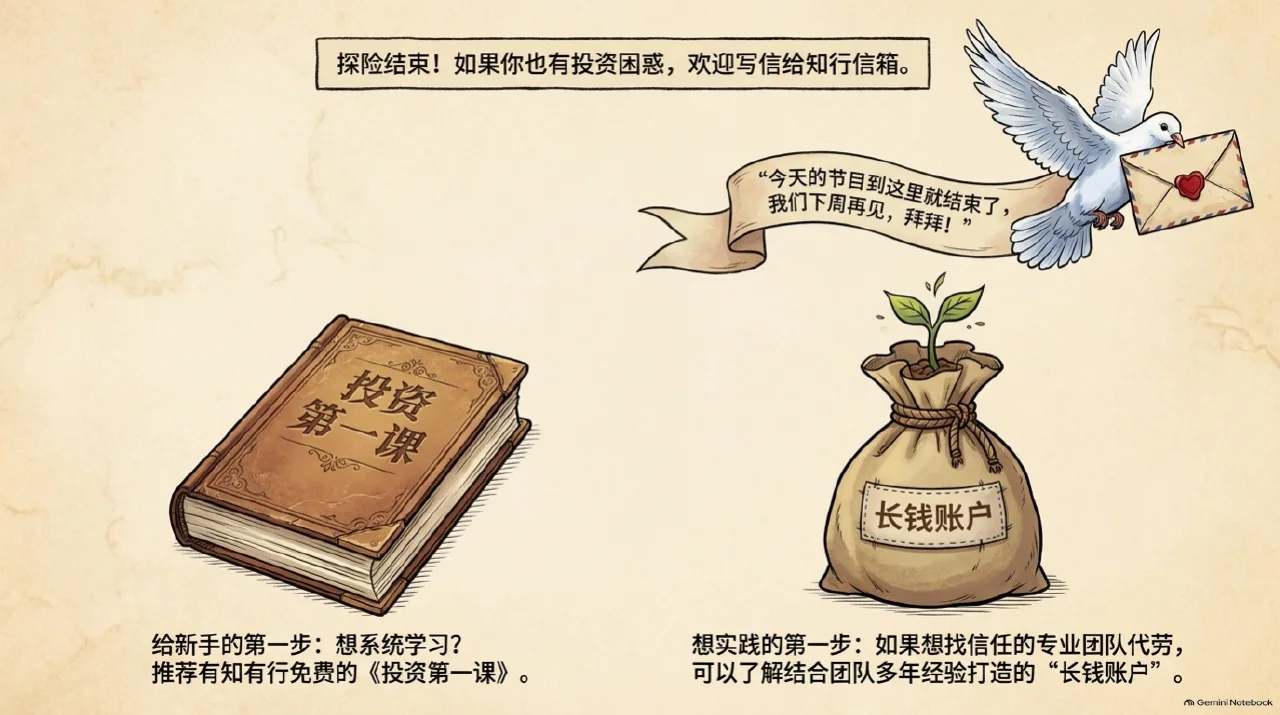 探险结束！如果你也有投资困惑，欢迎写信给知行信箱。
“今天的节目到这里就结束了，
我们下周再见，拜拜！”
投资
第一课
长钱账户
给新手的第一步：想系统学习？
推荐有知有行免费的《投资第一课》。
想实践的第一步：如果想找信任的专业团队代劳，
可以了解结合团队多年经验打造的“长钱账户”。
Gemini Notebook